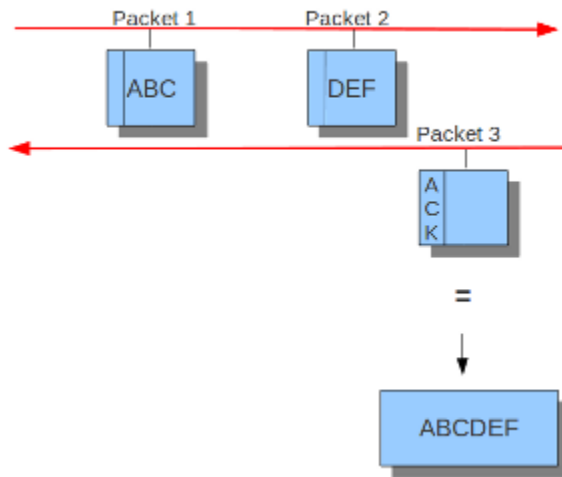 Packet 1
Packet 2
ABC
DEF
Packet 3
A
C
K
=
ABCDEF